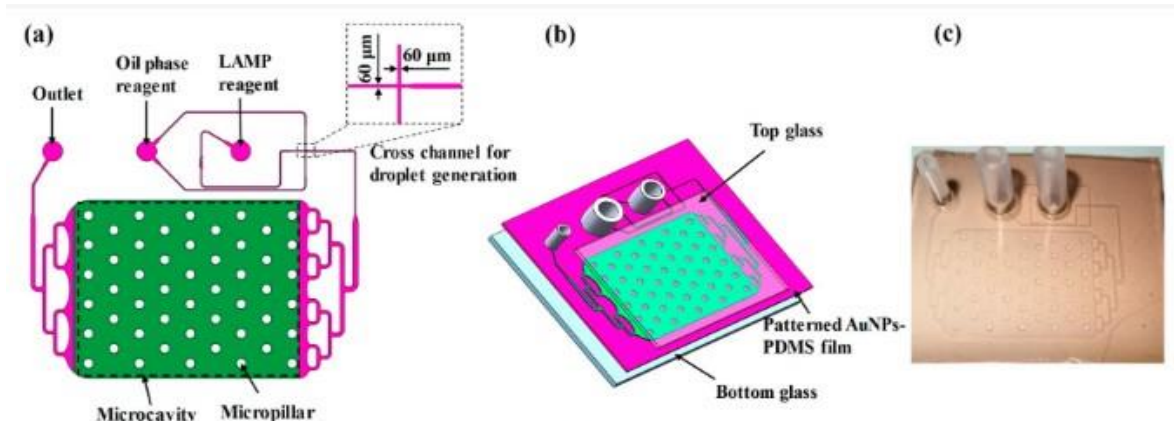 (a)
Outlet
Oil phase
reagent
LAMP
reagent
60 μm
60 μm
Cross channel for
droplet generation
Microcavity
Micropillar
(b)
Top glass
Patterned AuNPs-
PDMS film
Bottom glass
(c)